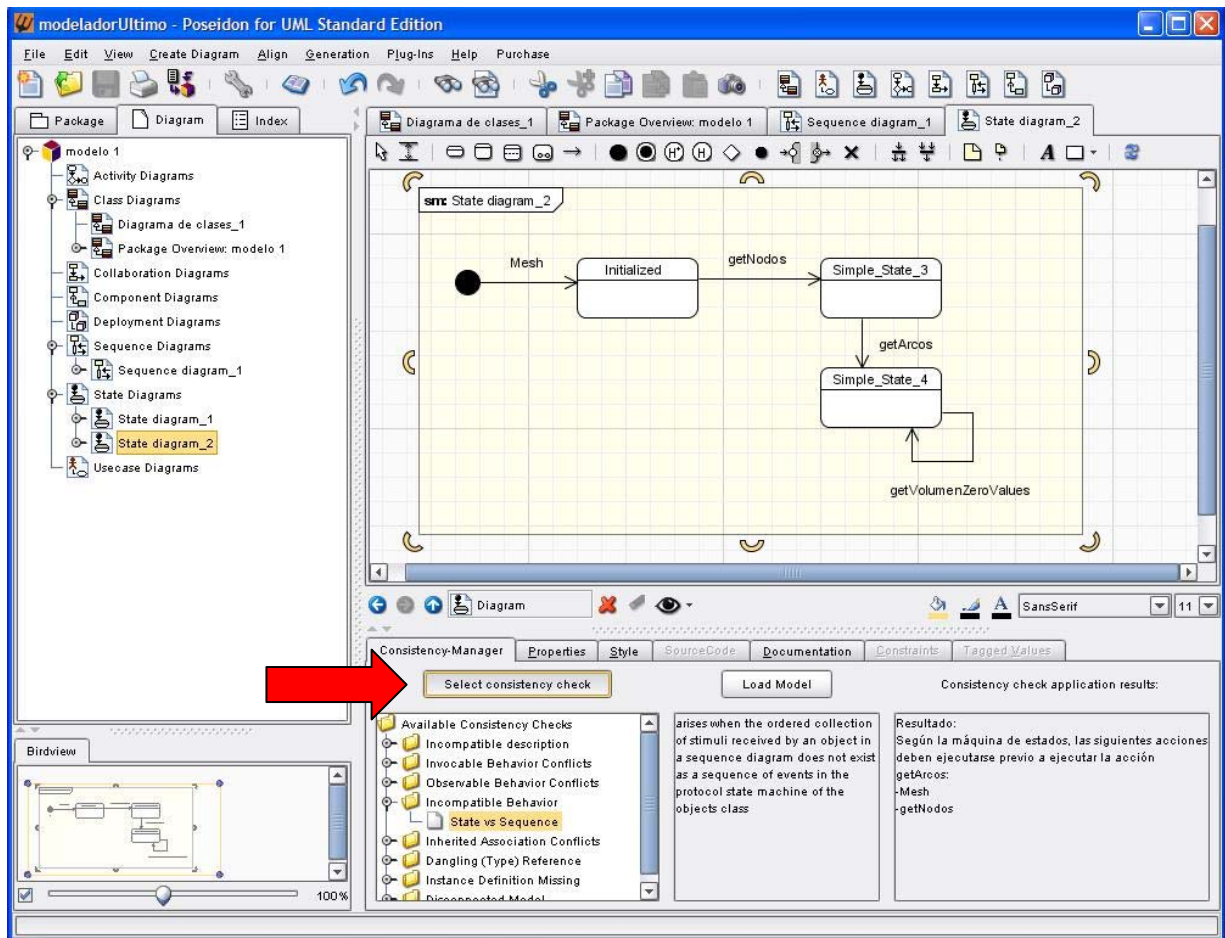 modeladorUltimo - Poseidon for UML Standard Edition
File Edit View Create Diagram Align Generation Plug-Ins Help Purchase
Package Diagram Index
Diagrama de clases_1 Package Overview: modelo 1 Sequence diagram_1 State diagram_2
modelo 1
Activity Diagrams
Class Diagrams
Diagrama de clases_1
Package Overview: modelo 1
Collaboration Diagrams
Component Diagrams
Deployment Diagrams
Sequence Diagrams
Sequence diagram_1
State Diagrams
State diagram_1
State diagram_2
Usecase Diagrams
H* H A
sm: State diagram_2
Mesh
Initialized
getNodos
Simple_State_3
getArcos
Simple_State_4
getVolumenZeroValues
Diagram
A
SansSerif
11
Consistency-Manager Properties Style SourceCode Documentation Constraints Tagged Values
Select consistency check Load Model Consistency check application results:
Available Consistency Checks
Incompatible description
Invocable Behavior Conflicts
Observable Behavior Conflicts
Incompatible Behavior
State vs Sequence
Inherited Association Conflicts
Dangling (Type) Reference
Instance Definition Missing
Disconnected Model
arises when the ordered collection
of stimuli received by an object in
a sequence diagram does not exist
as a sequence of events in the
protocol state machine of the
objects class
Resultado:
Según la máquina de estados, las siguientes acciones
deben ejecutarse previo a ejecutar la acción
getArcos:
-Mesh
-getNodos
Birdview
100%